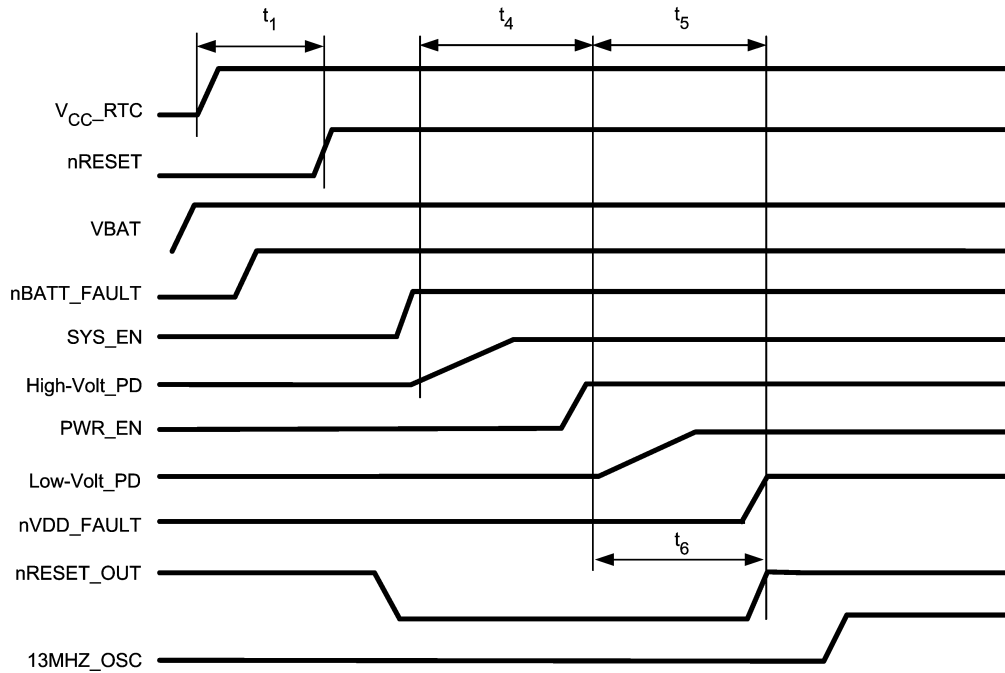 t1 t4 t5
VCC_RTC
nRESET
VBAT
nBATT_FAULT
SYS_EN
High-Volt_PD
PWR_EN
Low-Volt_PD
nVDD_FAULT
t6
nRESET_OUT
13MHZ_OSC